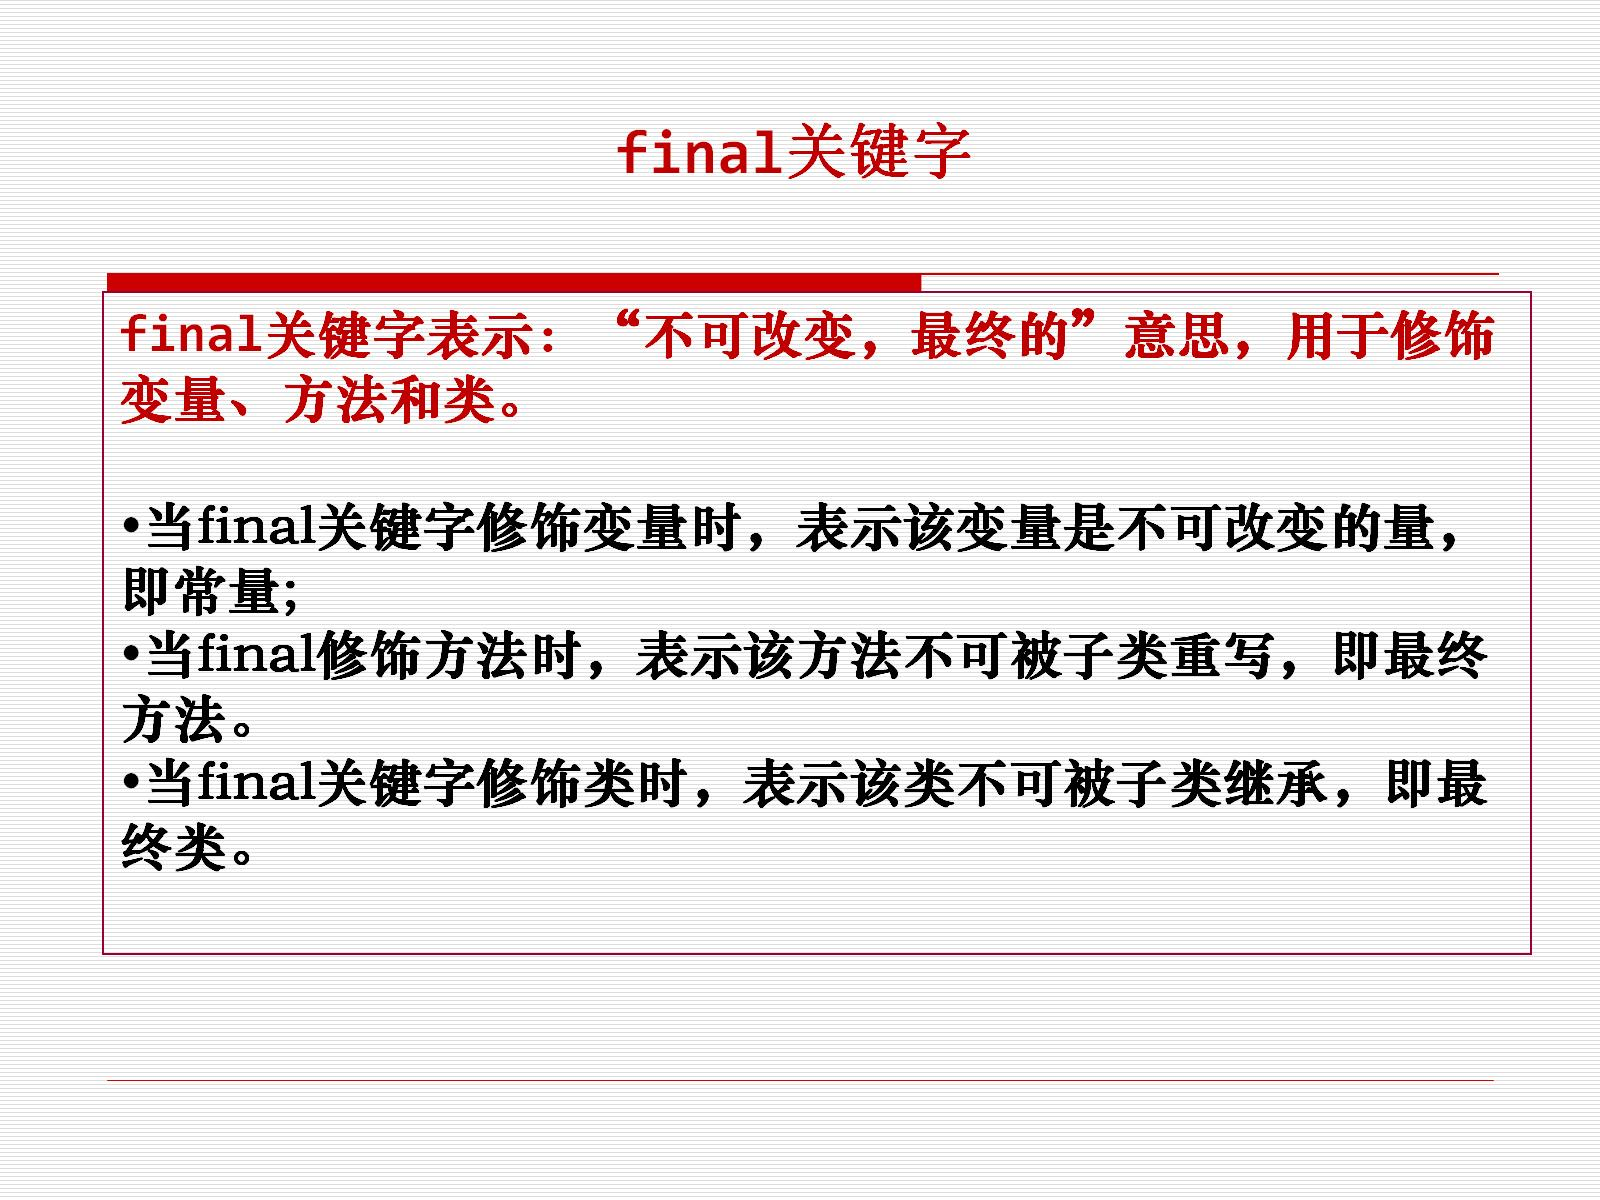 final关键字
final关键字表示：“不可改变，最终的”意思，用于修饰
变量、方法和类。
•当final关键字修饰变量时，表示该变量是不可改变的量，
即常量;
•当final修饰方法时，表示该方法不可被子类重写，即最终
方法。
•当final关键字修饰类时，表示该类不可被子类继承，即最
终类。